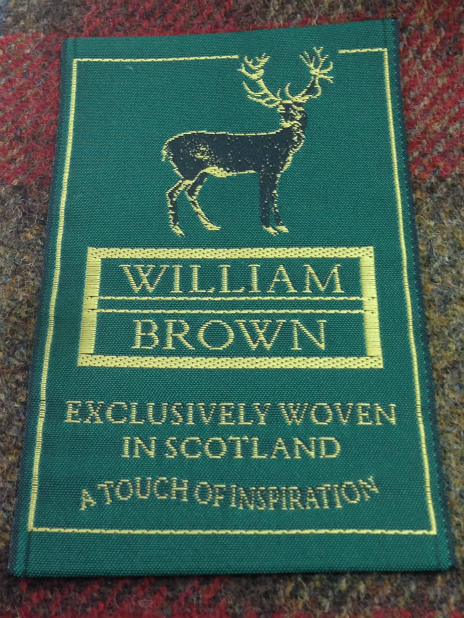 WILLIAM
BROWN
EXCLUSIVELY WOVEN
IN SCOTLAND
A TOUCH OF INSPIRATION